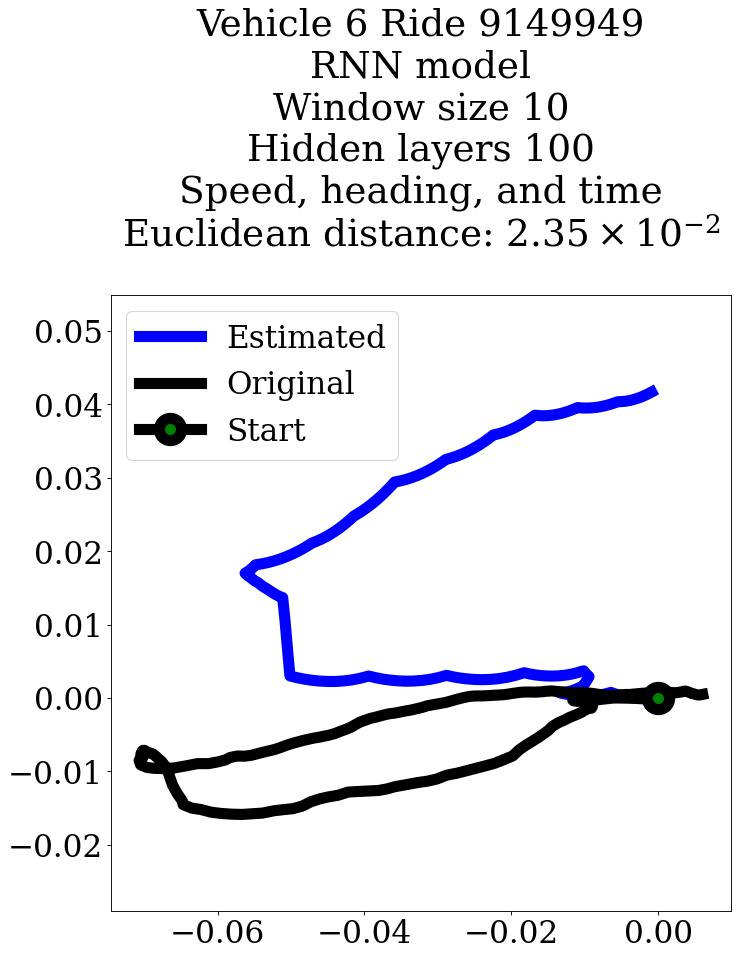 Vehicle 6 Ride 9149949
RNN model
Window size 10
Hidden layers 100
Speed, heading, and time
Euclidean distance: 2.35 × 10⁻²
Estimated
Original
Start
0.05
0.04
0.03
0.02
0.01
0.00
−0.01
−0.02
−0.06 −0.04 −0.02 0.00